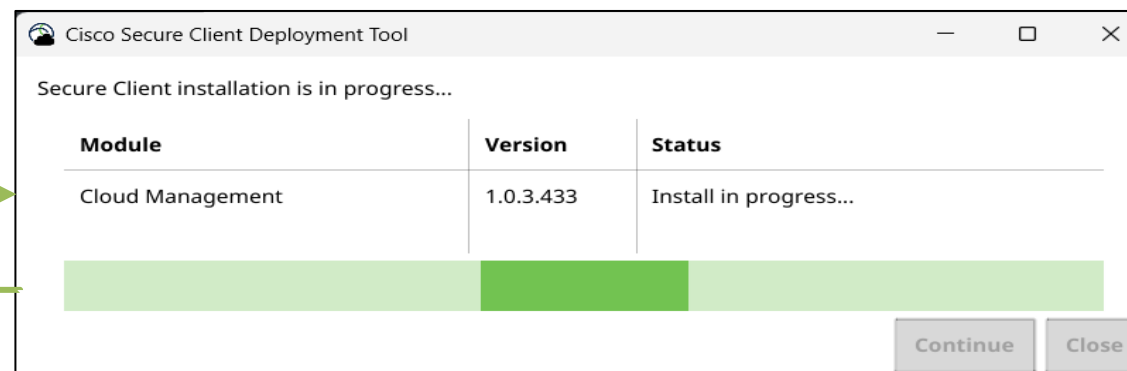 Cisco Secure Client Deployment Tool
Secure Client installation is in progress...
Module Version Status
Cloud Management 1.0.3.433 Install in progress...
Continue Close